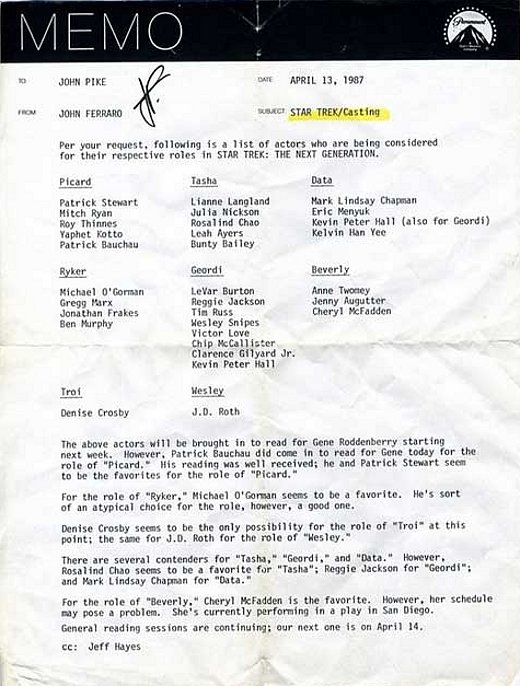 MEMO
Paramount
TO JOHN PIKE DATE APRIL 13, 1987
FROM JOHN FERRARO SUBJECT STAR TREK/Casting
Per your request, following is a list of actors who are being considered
for their respective roles in STAR TREK: THE NEXT GENERATION.
Picard Tasha Data
Patrick Stewart Lianne Langland Mark Lindsay Chapman
Mitch Ryan Julia Nickson Eric Menyuk
Roy Thinnes Rosalind Chao Kevin Peter Hall (also for Geordi)
Yaphet Kotto Leah Ayers Kelvin Han Yee
Patrick Bauchau Bunty Bailey
Ryker Geordi Beverly
Michael O'Gorman LeVar Burton Anne Twomey
Gregg Marx Reggie Jackson Jenny Augutter
Jonathan Frakes Tim Russ Cheryl McFadden
Ben Murphy Wesley Snipes
Victor Love
Chip McCallister
Clarence Gilyard Jr.
Kevin Peter Hall
Troi Wesley
Denise Crosby J.D. Roth
The above actors will be brought in to read for Gene Roddenberry starting
next week. However, Patrick Bauchau did come in to read for Gene today for the
role of "Picard." His reading was well received; he and Patrick Stewart seem
to be the favorites for the role of "Picard."
For the role of "Ryker," Michael O'Gorman seems to be a favorite. He's sort
of an atypical choice for the role, however, a good one.
Denise Crosby seems to be the only possibility for the role of "Troi" at this
point; the same for J.D. Roth for the role of "Wesley."
There are several contenders for "Tasha," "Geordi," and "Data." However,
Rosalind Chao seems to be a favorite for "Tasha"; Reggie Jackson for "Geordi";
and Mark Lindsay Chapman for "Data."
For the role of "Beverly," Cheryl McFadden is the favorite. However, her schedule
may pose a problem. She's currently performing in a play in San Diego.
General reading sessions are continuing; our next one is on April 14.
cc: Jeff Hayes